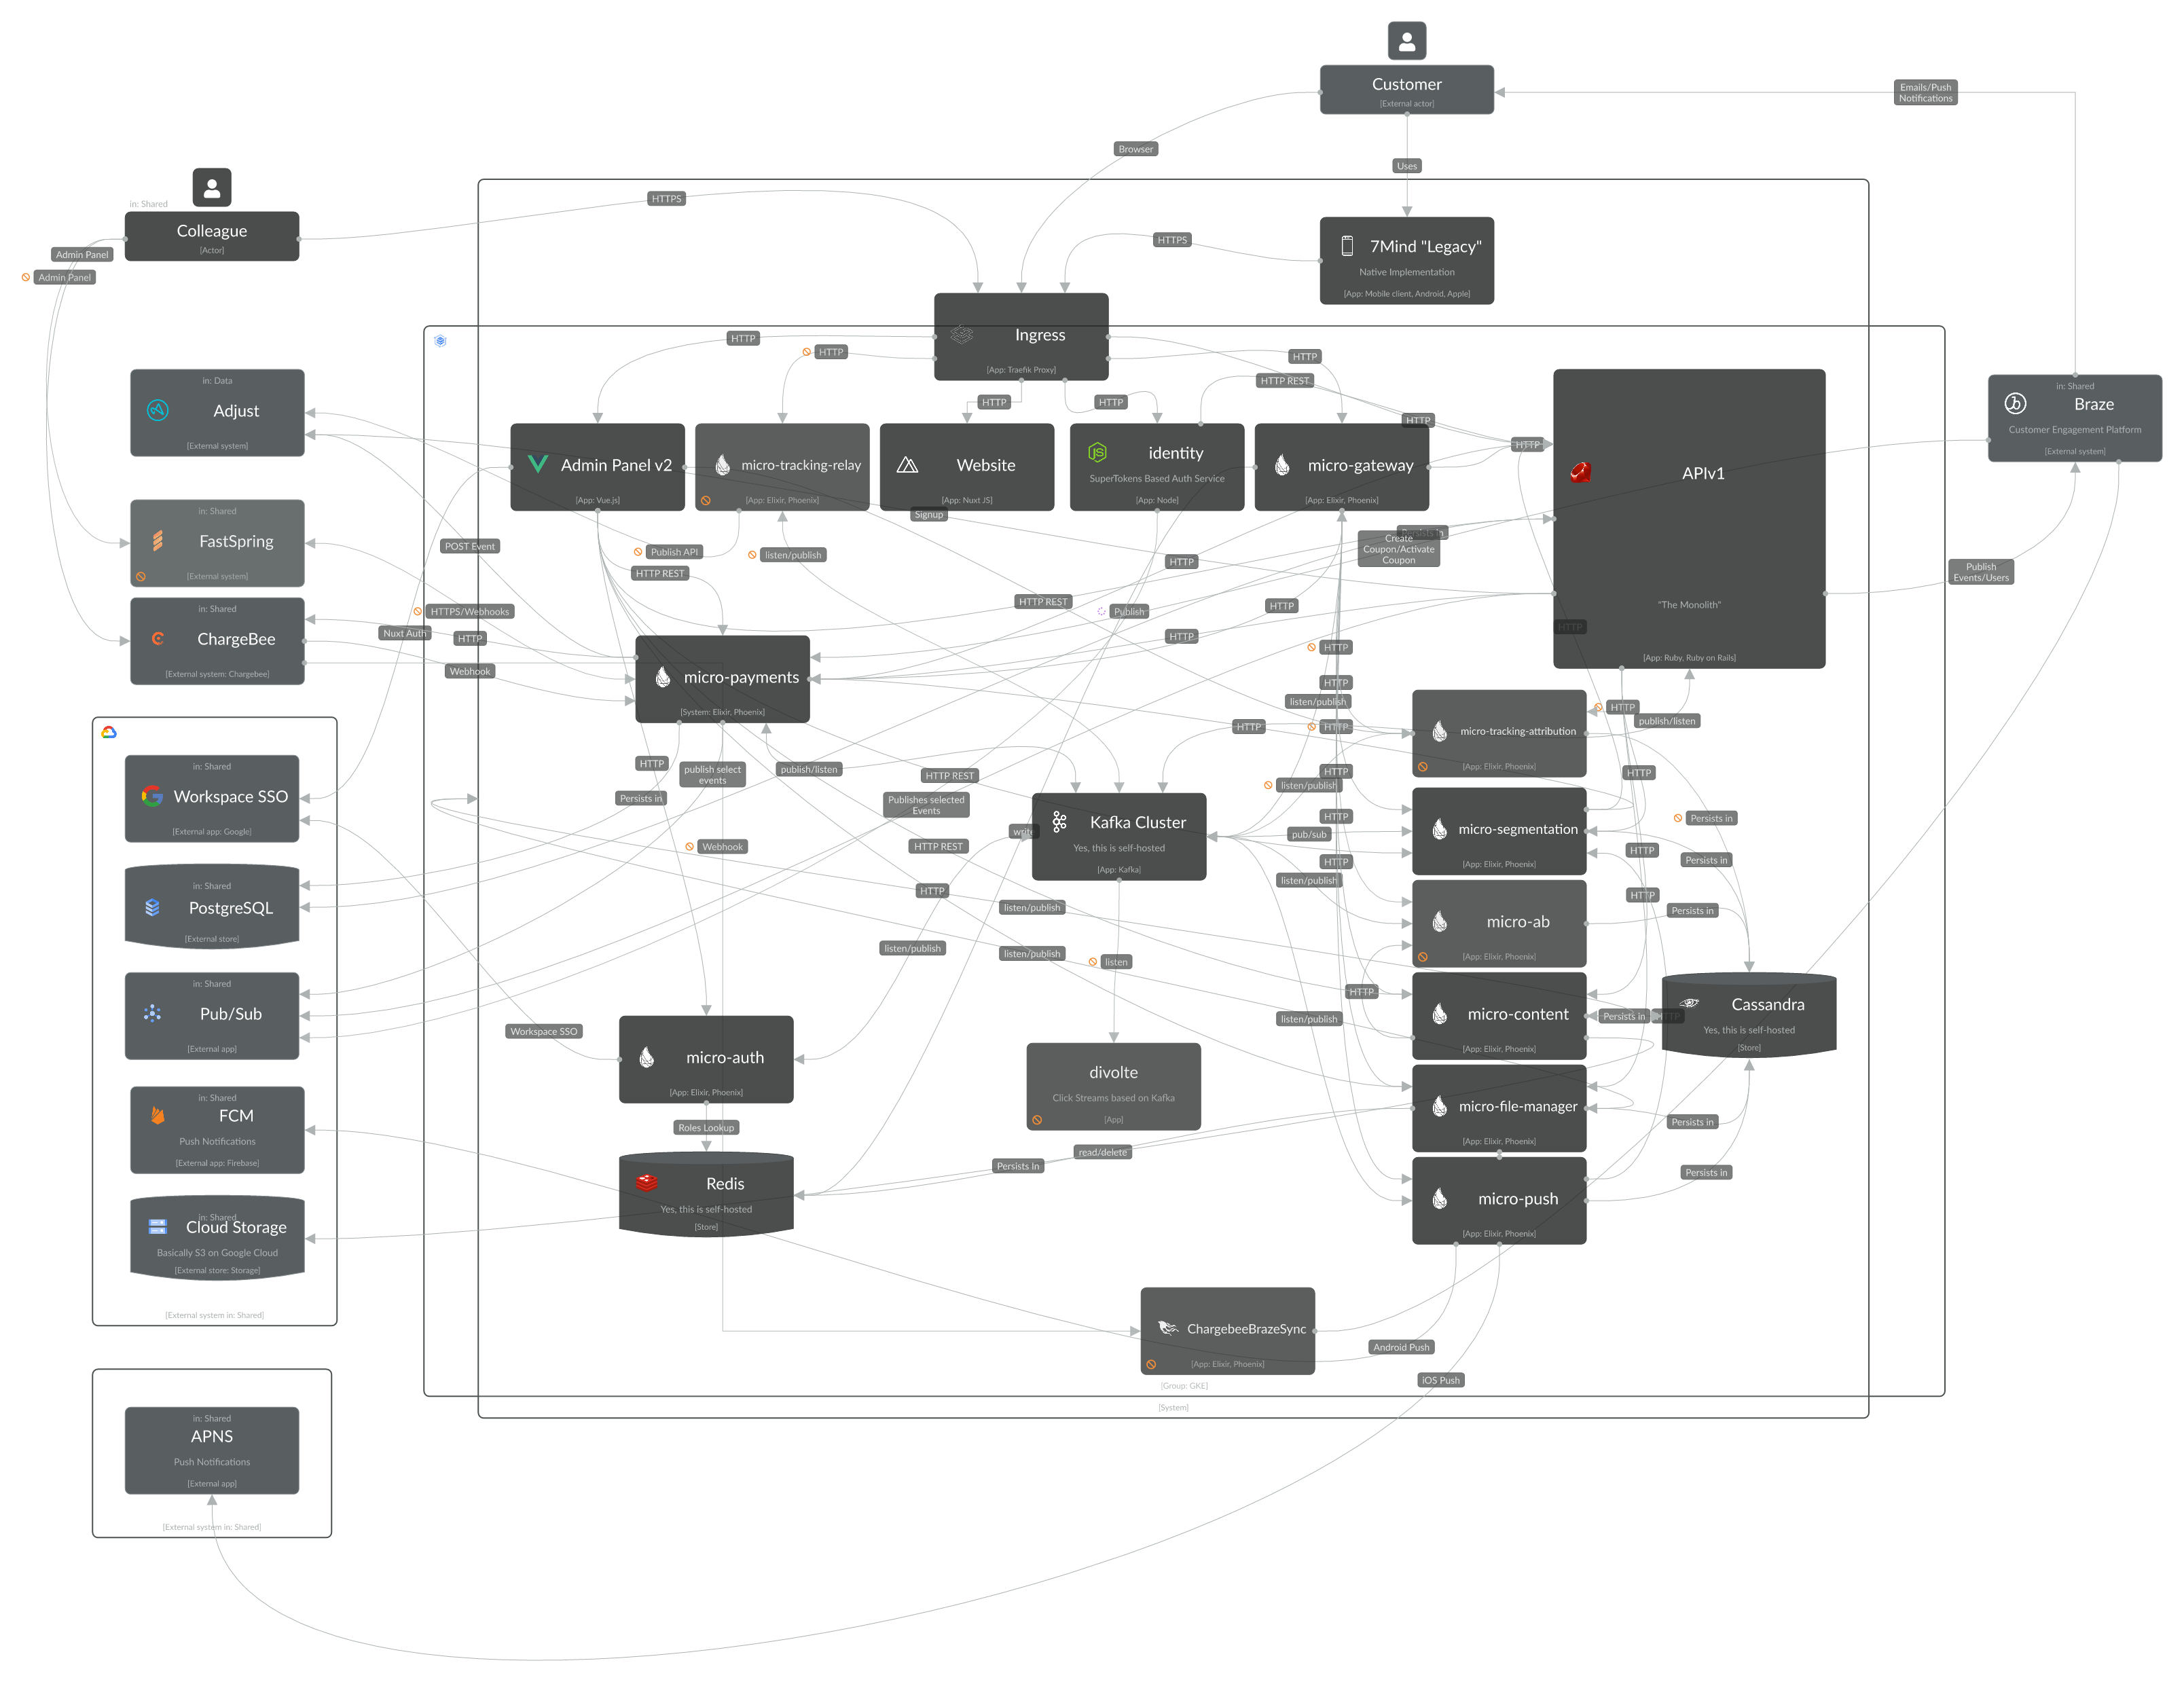 Customer
[External actor]
Emails/Push
Notifications
Browser
Uses
in: Shared
Colleague
[Actor]
HTTPS
Admin Panel
Admin Panel
HTTPS
7Mind "Legacy"
Native Implementation
[App: Mobile client, Android, Apple]
Ingress
[App: Traefik Proxy]
HTTP
HTTP
HTTP
HTTP REST
HTTP
HTTP
HTTP
HTTP
in: Data
Adjust
[External system]
in: Shared
Braze
Customer Engagement Platform
[External system]
Admin Panel v2
[App: Vue.js]
micro-tracking-relay
[App: Elixir, Phoenix]
Website
[App: Nuxt JS]
identity
SuperTokens Based Auth Service
[App: Node]
micro-gateway
[App: Elixir, Phoenix]
APIv1
"The Monolith"
[App: Ruby, Ruby on Rails]
Signup
Persists in
Create
Coupon/Activate
Coupon
in: Shared
FastSpring
[External system]
POST Event
Publish API
listen/publish
HTTP
HTTP REST
Publish
Events/Users
in: Shared
ChargeBee
[External system: Chargebee]
HTTPS/Webhooks
Nuxt Auth
HTTP
Webhook
HTTP REST
Publish
HTTP
HTTP
HTTP
micro-payments
[System: Elixir, Phoenix]
HTTP
HTTP
listen/publish
HTTP
HTTP
HTTP
publish/listen
micro-tracking-attribution
[App: Elixir, Phoenix]
HTTP
publish select
events
Persists in
publish/listen
HTTP REST
Publishes selected
Events
HTTP
listen/publish
HTTP
in: Shared
Workspace SSO
[External app: Google]
Kafka Cluster
Yes, this is self-hosted
[App: Kafka]
write
HTTP
pub/sub
micro-segmentation
[App: Elixir, Phoenix]
Persists in
Webhook
HTTP REST
HTTP
listen/publish
HTTP
Persists in
HTTP
HTTP
in: Shared
PostgreSQL
[External store]
listen/publish
listen/publish
listen/publish
listen
micro-ab
[App: Elixir, Phoenix]
Persists in
in: Shared
Pub/Sub
[External app]
Workspace SSO
micro-auth
[App: Elixir, Phoenix]
HTTP
listen/publish
micro-content
[App: Elixir, Phoenix]
Persists in
HTTP
Cassandra
Yes, this is self-hosted
[Store]
divolte
Click Streams based on Kafka
[App]
in: Shared
FCM
Push Notifications
[External app: Firebase]
Roles Lookup
micro-file-manager
[App: Elixir, Phoenix]
Persists in
read/delete
Persists In
Redis
Yes, this is self-hosted
[Store]
micro-push
[App: Elixir, Phoenix]
Persists in
in: Shared
Cloud Storage
Basically S3 on Google Cloud
[External store: Storage]
[External system in: Shared]
ChargebeeBrazeSync
[App: Elixir, Phoenix]
Android Push
iOS Push
[Group: GKE]
[System]
in: Shared
APNS
Push Notifications
[External app]
[External system in: Shared]